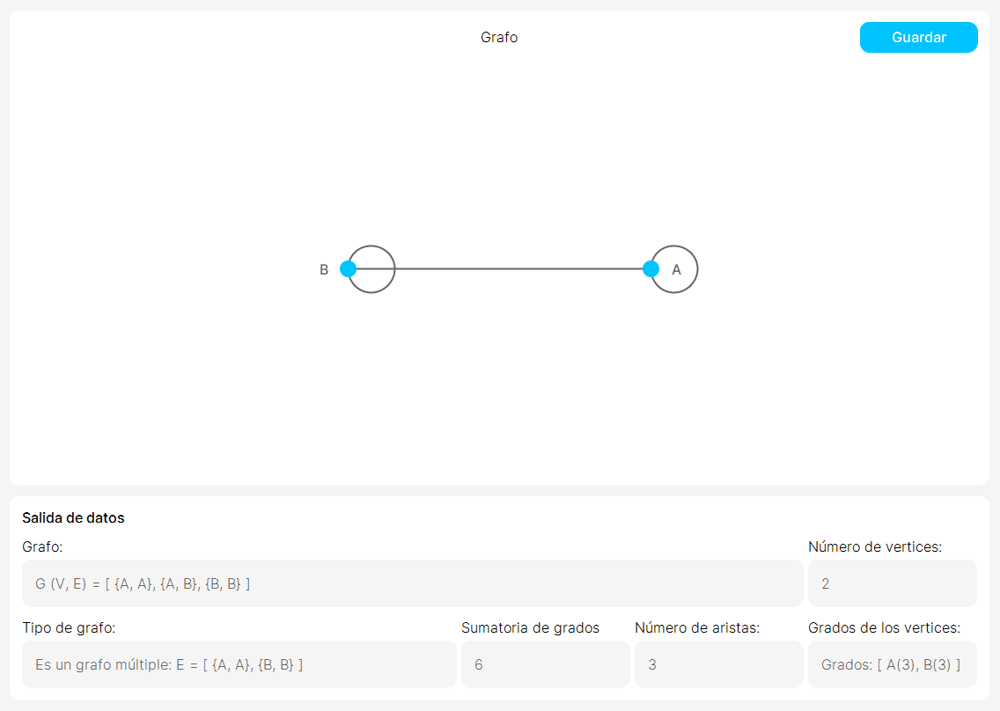 Grafo
Guardar
B
A
Salida de datos
Grafo:
Número de vertices:
G (V, E) = [ {A, A}, {A, B}, {B, B} ]
2
Tipo de grafo:
Sumatoria de grados
Número de aristas:
Grados de los vertices:
Es un grafo múltiple: E = [ {A, A}, {B, B} ]
6
3
Grados: [ A(3), B(3) ]